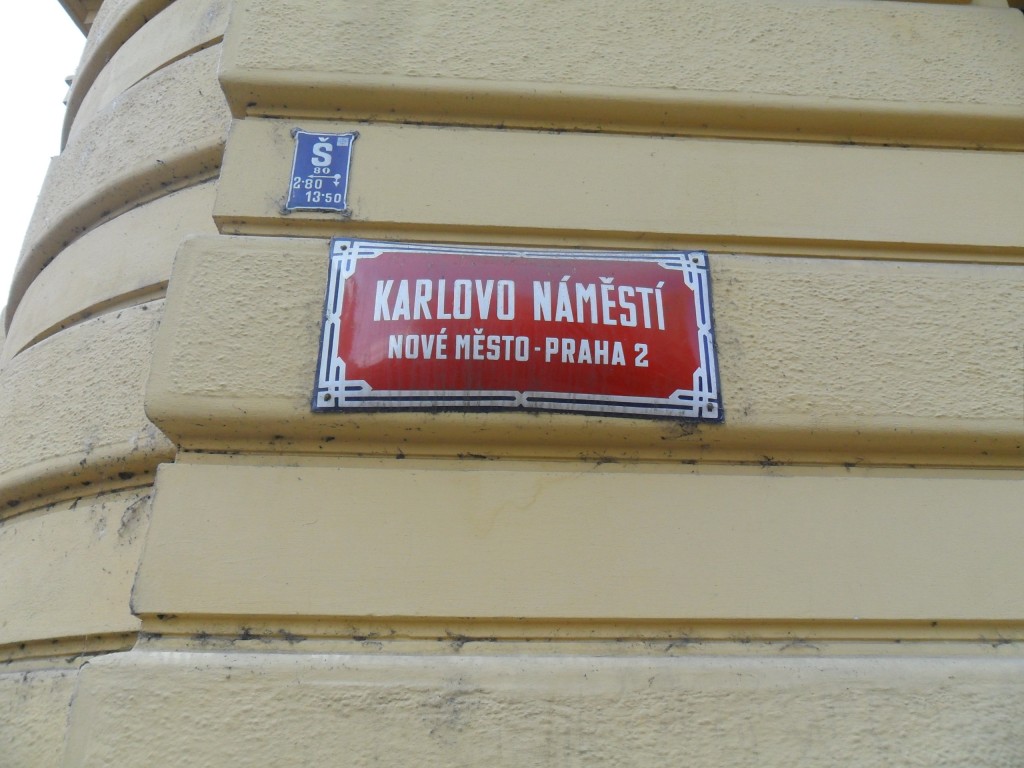 Š
80
2·80
13·50
KARLOVO NÁMĚSTÍ
NOVÉ MĚSTO - PRAHA 2